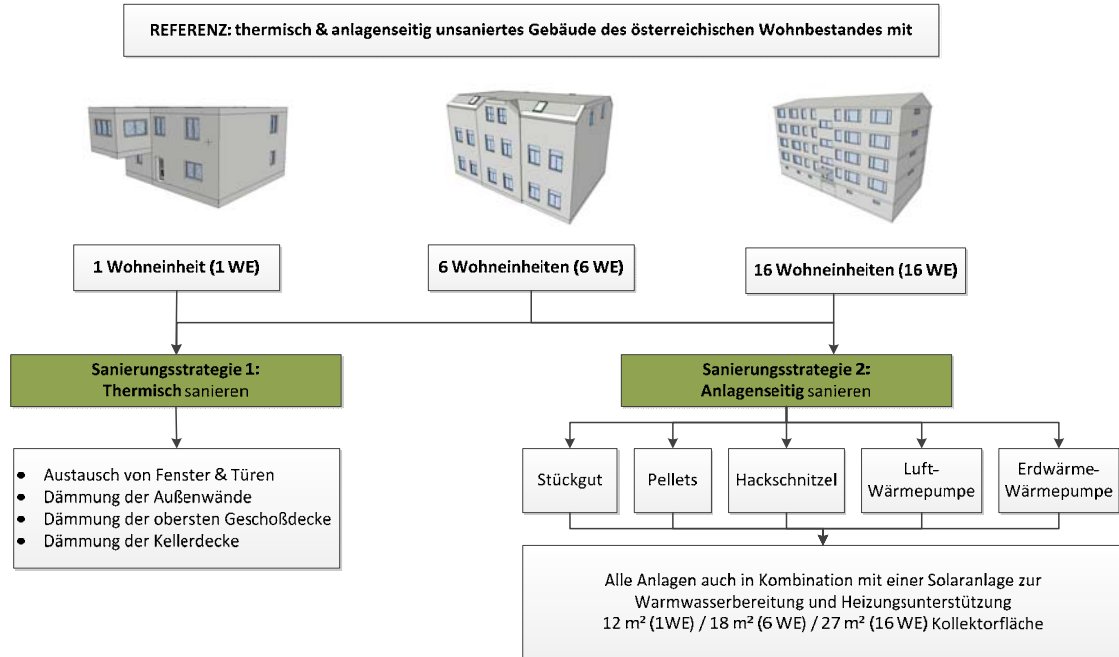 REFERENZ: thermisch & anlagenseitig unsaniertes Gebäude des österreichischen Wohnbestandes mit
1 Wohneinheit (1 WE)
6 Wohneinheiten (6 WE)
16 Wohneinheiten (16 WE)
Sanierungsstrategie 1:
Thermisch sanieren
Sanierungsstrategie 2:
Anlagenseitig sanieren
• Austausch von Fenster & Türen
• Dämmung der Außenwände
• Dämmung der obersten Geschoßdecke
• Dämmung der Kellerdecke
Stückgut
Pellets
Hackschnitzel
Luft-
Wärmepumpe
Erdwärme-
Wärmepumpe
Alle Anlagen auch in Kombination mit einer Solaranlage zur
Warmwasserbereitung und Heizungsunterstützung
12 m² (1WE) / 18 m² (6 WE) / 27 m² (16 WE) Kollektorfläche